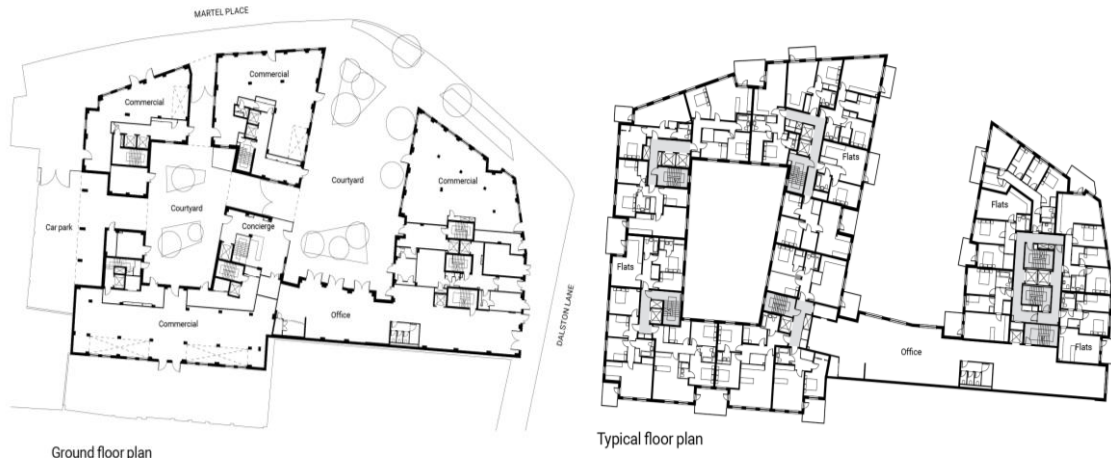 MARTEL PLACE
Commercial
Commercial
Courtyard
Commercial
Courtyard
Concierge
Car park
Commercial
Office
DALSTON LANE
Ground floor plan
Flats
Flats
Flats
Office
Flats
Typical floor plan